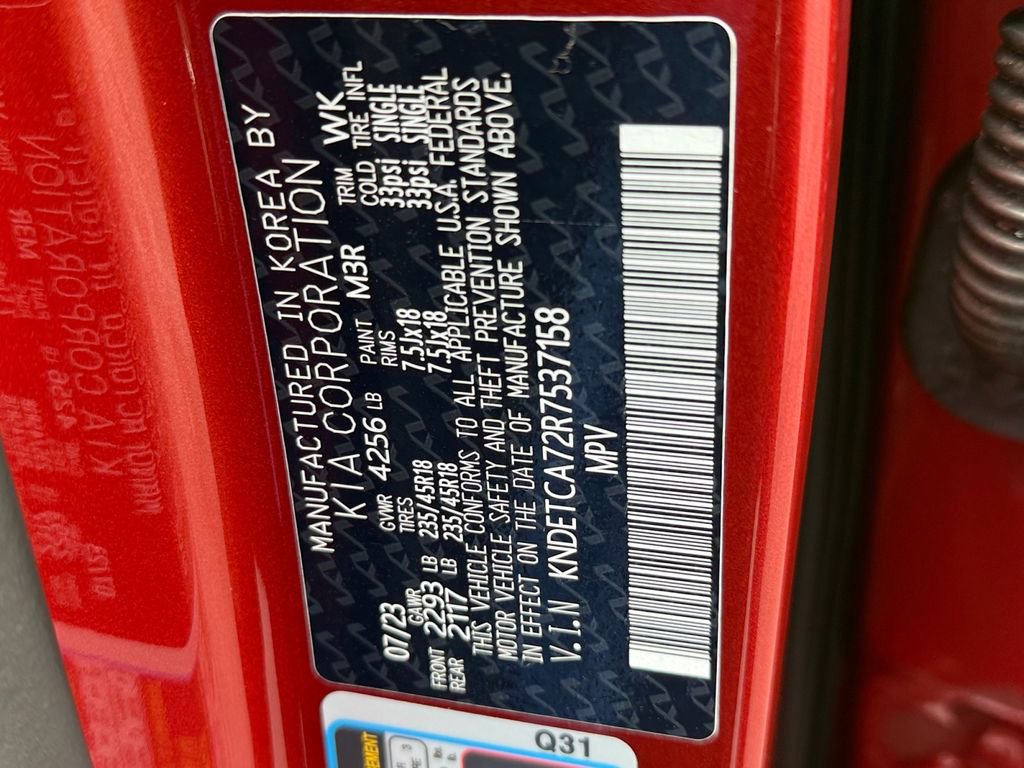 MANUFACTURED IN KOREA BY
KIA CORPORATION
07/23 GVWR 4256 LB PAINT M3R TRIM WK
GAWR TIRES RIMS COLD TIRE INFL
FRONT 2293 LB 235/45R18 7.5Jx18 33psi SINGLE
REAR 2117 LB 235/45R18 7.5Jx18 33psi SINGLE
THIS VEHICLE CONFORMS TO ALL APPLICABLE U.S.A. FEDERAL
MOTOR VEHICLE SAFETY AND THEFT PREVENTION STANDARDS
IN EFFECT ON THE DATE OF MANUFACTURE SHOWN ABOVE.
V.I.N KNDETCA72R7537158
MPV
Q31